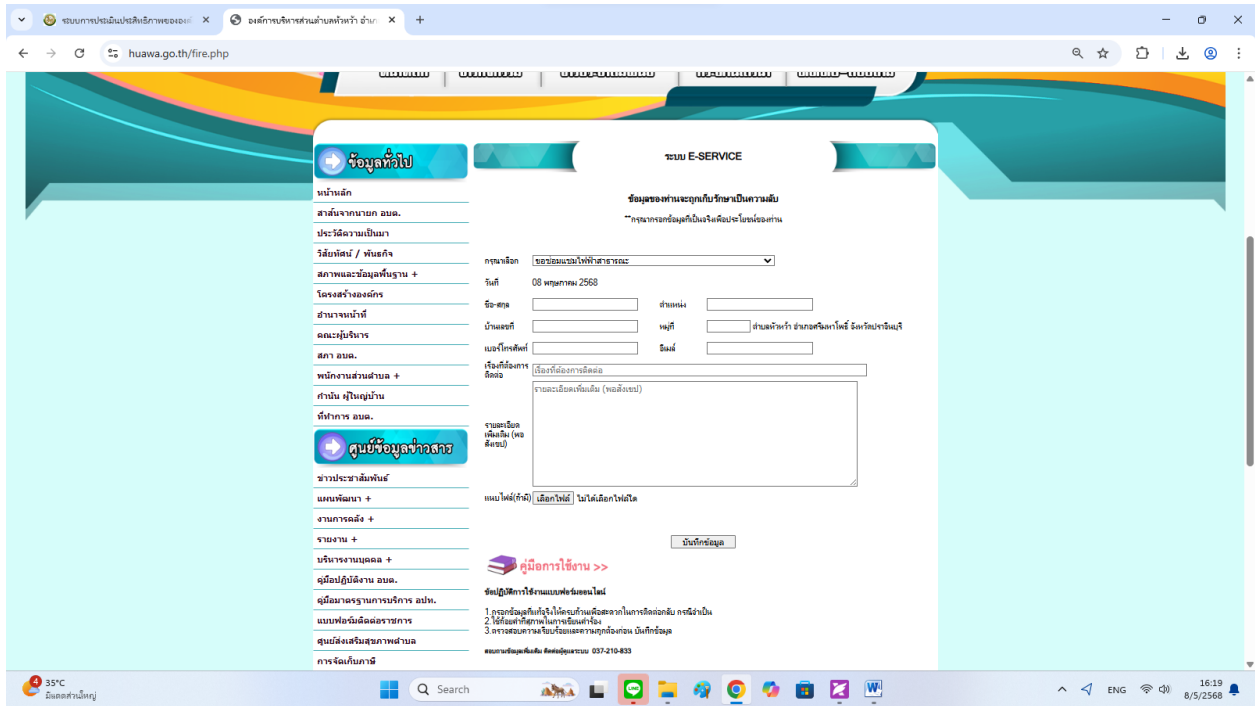 ระบบการประเมินประสิทธิภาพขององค์
องค์การบริหารส่วนตำบลหัวหว้า อำเภ
huawa.go.th/fire.php
ข้อมูลทั่วไป
หน้าหลัก
สาส์นจากนายก อบต.
ประวัติความเป็นมา
วิสัยทัศน์ / พันธกิจ
สภาพและข้อมูลพื้นฐาน +
โครงสร้างองค์กร
อำนาจหน้าที่
คณะผู้บริหาร
สภา อบต.
พนักงานส่วนตำบล +
กำนัน ผู้ใหญ่บ้าน
ที่ทำการ อบต.
ศูนย์ข้อมูลข่าวสาร
ข่าวประชาสัมพันธ์
แผนพัฒนา +
งานการคลัง +
รายงาน +
บริหารงานบุคคล +
คู่มือปฏิบัติงาน อบต.
คู่มือมาตรฐานการบริการ อปท.
แบบฟอร์มติดต่อราชการ
ศูนย์ส่งเสริมสุขภาพตำบล
การจัดเก็บภาษี
ระบบ E-SERVICE
ข้อมูลของท่านจะถูกเก็บรักษาเป็นความลับ
**กรุณากรอกข้อมูลที่เป็นจริงเพื่อประโยชน์ของท่าน
กรุณาเลือก ขอซ่อมแซมไฟฟ้าสาธารณะ
วันที่ 08 พฤษภาคม 2568
ชื่อ-สกุล ตำแหน่ง
บ้านเลขที่ หมู่ที่ ตำบลหัวหว้า อำเภอศรีมหาโพธิ์ จังหวัดปราจีนบุรี
เบอร์โทรศัพท์ อีเมล์
เรื่องที่ต้องการ
ติดต่อ เรื่องที่ต้องการติดต่อ
รายละเอียดเพิ่มเติม (พอสังเขป)
รายละเอียด
เพิ่มเติม (พอ
สังเขป)
แนบไฟล์(ถ้ามี) เลือกไฟล์ ไม่ได้เลือกไฟล์ใด
บันทึกข้อมูล
คู่มือการใช้งาน >>
ข้อปฏิบัติการใช้งานแบบฟอร์มออนไลน์
1.กรอกข้อมูลที่แท้จริงให้ครบถ้วนเพื่อสะดวกในการติดต่อกลับ กรณีจำเป็น
2.ใช้ถ้อยคำที่สุภาพในการเขียนคำร้อง
3.ตรวจสอบความเรียบร้อยและความถูกต้องก่อน บันทึกข้อมูล
สอบถามข้อมูลเพิ่มเติม ติดต่อผู้ดูแลระบบ 037-210-833
4
35°C
มีแดดส่วนใหญ่
Search
ENG
16:19
8/5/2568